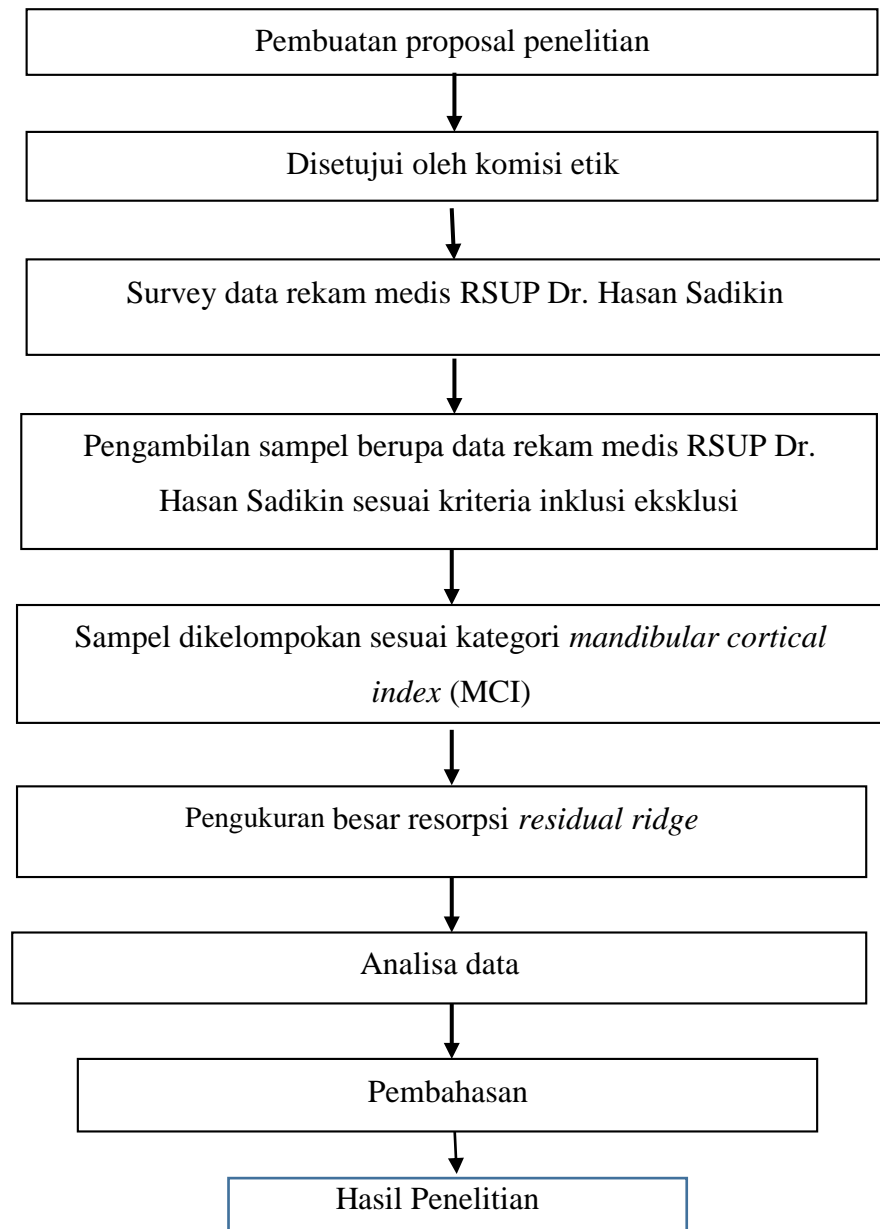 Pembuatan proposal penelitian
Disetujui oleh komisi etik
Survey data rekam medis RSUP Dr. Hasan Sadikin
Pengambilan sampel berupa data rekam medis RSUP Dr.
Hasan Sadikin sesuai kriteria inklusi eksklusi
Sampel dikelompokan sesuai kategori mandibular cortical
index (MCI)
Pengukuran besar resorpsi residual ridge
Analisa data
Pembahasan
Hasil Penelitian